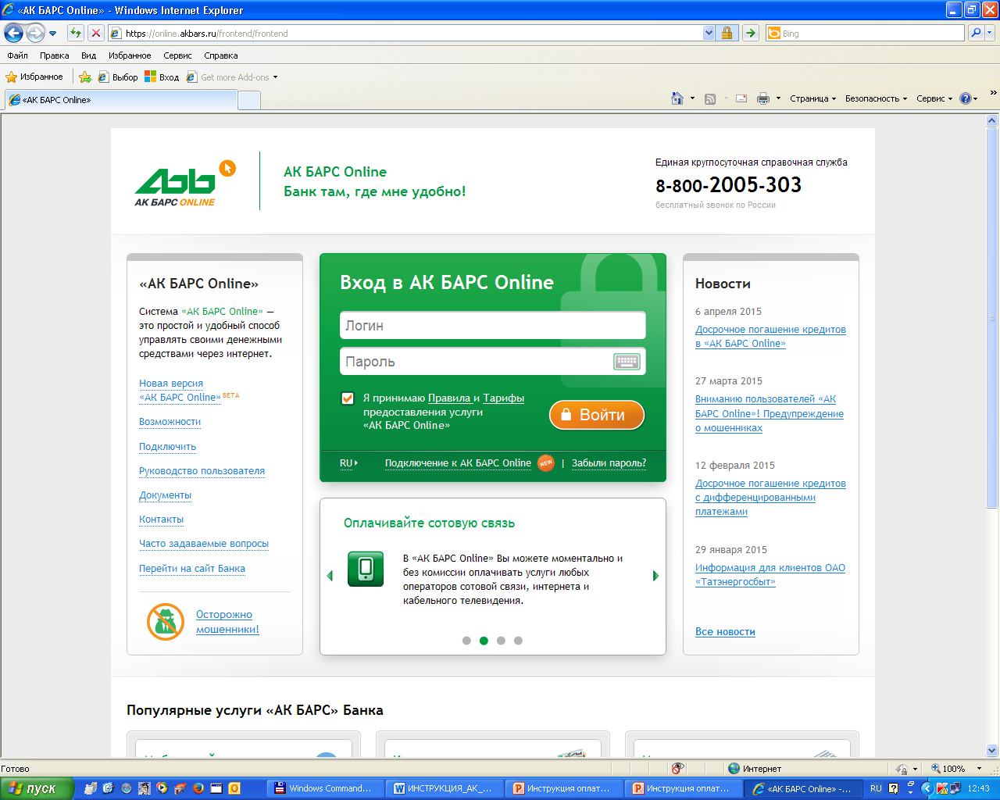 «АК БАРС Online» - Windows Internet Explorer
https://online.akbars.ru/frontend/frontend
Bing
Файл Правка Вид Избранное Сервис Справка
Избранное Выбор Вход Get more Add-ons
«АК БАРС Online»
Страница Безопасность Сервис »
АК БАРС ONLINE
АК БАРС Online
Банк там, где мне удобно!
Единая круглосуточная справочная служба
8-800-2005-303
бесплатный звонок по России
«АК БАРС Online»
Система «АК БАРС Online» —
это простой и удобный способ
управлять своими денежными
средствами через интернет.
Новая версия
«АК БАРС Online» БЕТА
Возможности
Подключить
Руководство пользователя
Документы
Контакты
Часто задаваемые вопросы
Перейти на сайт Банка
Осторожно
мошенники!
Вход в АК БАРС Online
Логин
Пароль
Я принимаю Правила и Тарифы
предоставления услуги
«АК БАРС Online»
Войти
RU Подключение к АК БАРС Online NEW | Забыли пароль?
Оплачивайте сотовую связь
В «АК БАРС Online» Вы можете моментально и
без комиссии оплачивать услуги любых
операторов сотовой связи, интернета и
кабельного телевидения.
Новости
6 апреля 2015
Досрочное погашение кредитов
в «АК БАРС Online»
27 марта 2015
Вниманию пользователей «АК
БАРС Online»! Предупреждение
о мошенниках
12 февраля 2015
Досрочное погашение кредитов
с дифференцированными
платежами
29 января 2015
Информация для клиентов ОАО
«Татэнергосбыт»
Все новости
Популярные услуги «АК БАРС» Банка
Готово
Интернет
100%
пуск
Windows Command...
ИНСТРУКЦИЯ_АК_...
Инструкция оплат...
Инструкция оплат...
«АК БАРС Online» -...
RU
12:43